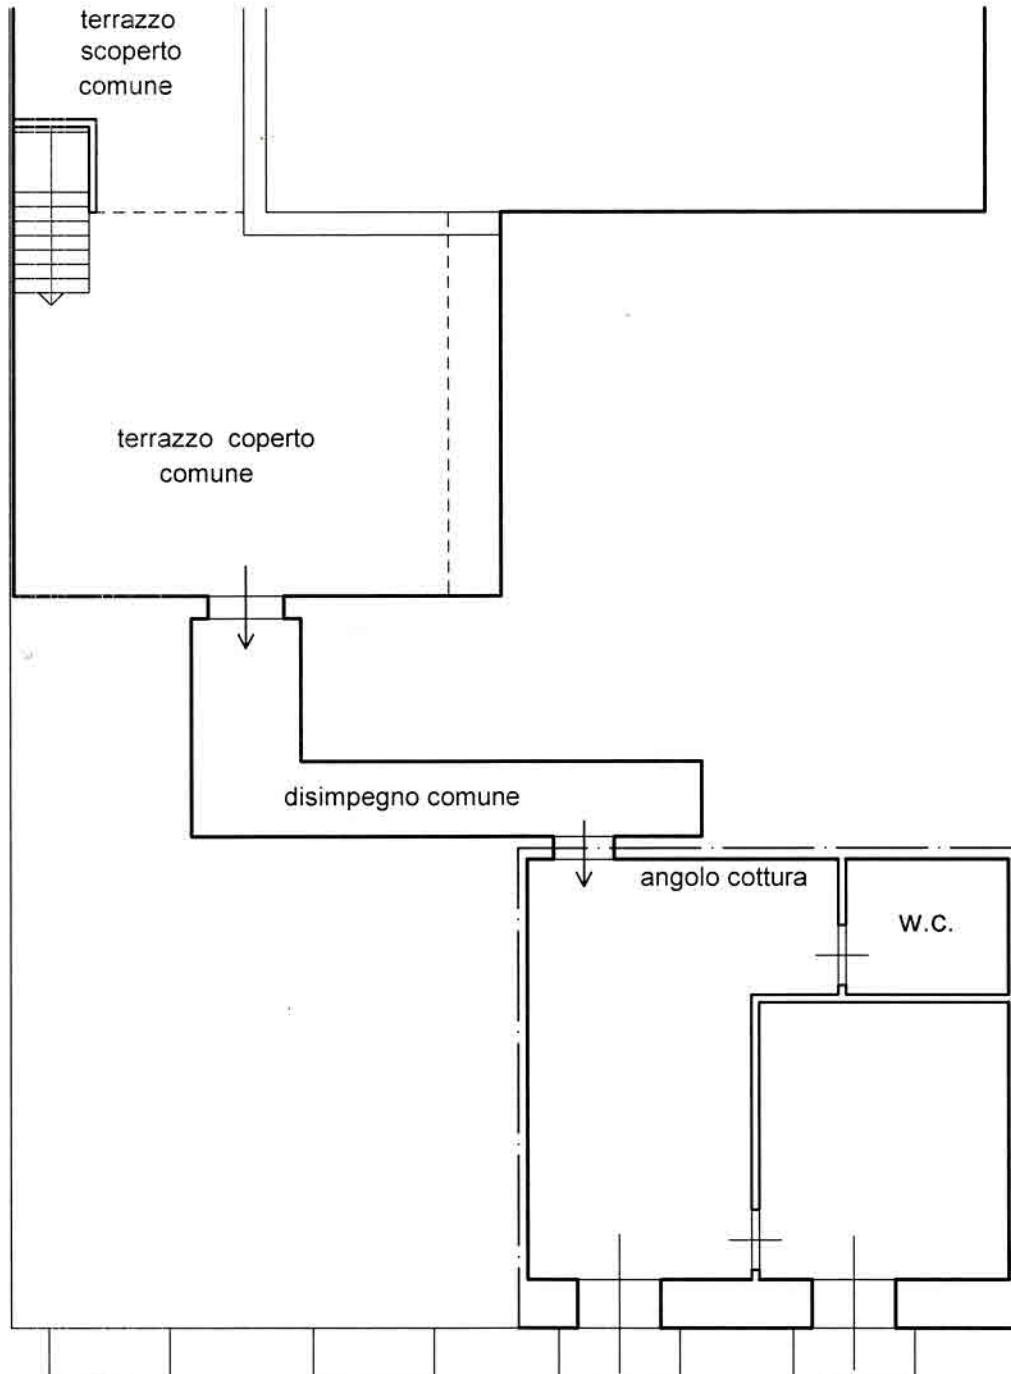 terrazzo
scoperto
comune
terrazzo coperto
comune
disimpegno comune
angolo cottura
w.c.